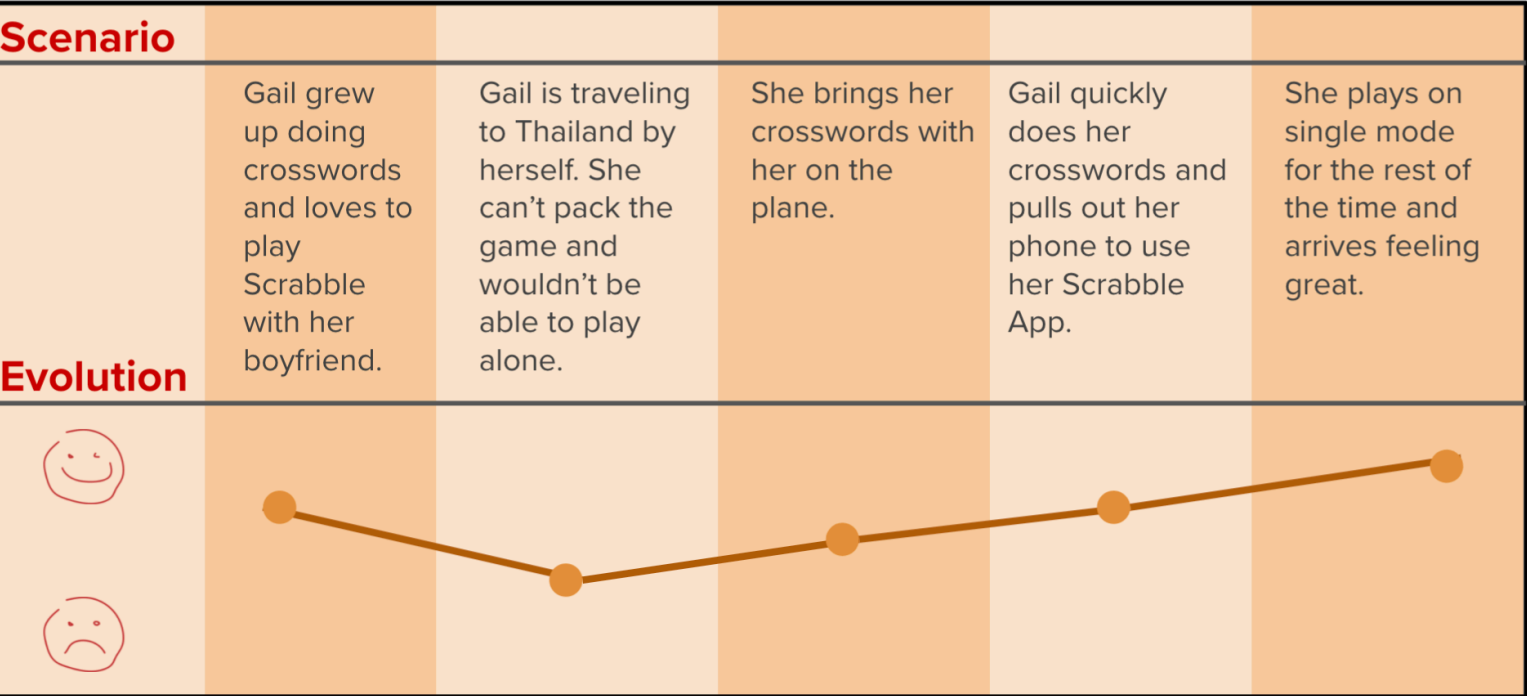 Scenario
Gail grew
up doing
crosswords
and loves to
play
Scrabble
with her
boyfriend.
Gail is traveling
to Thailand by
herself. She
can’t pack the
game and
wouldn’t be
able to play
alone.
She brings her
crosswords with
her on the
plane.
Gail quickly
does her
crosswords and
pulls out her
phone to use
her Scrabble
App.
She plays on
single mode
for the rest of
the time and
arrives feeling
great.
Evolution